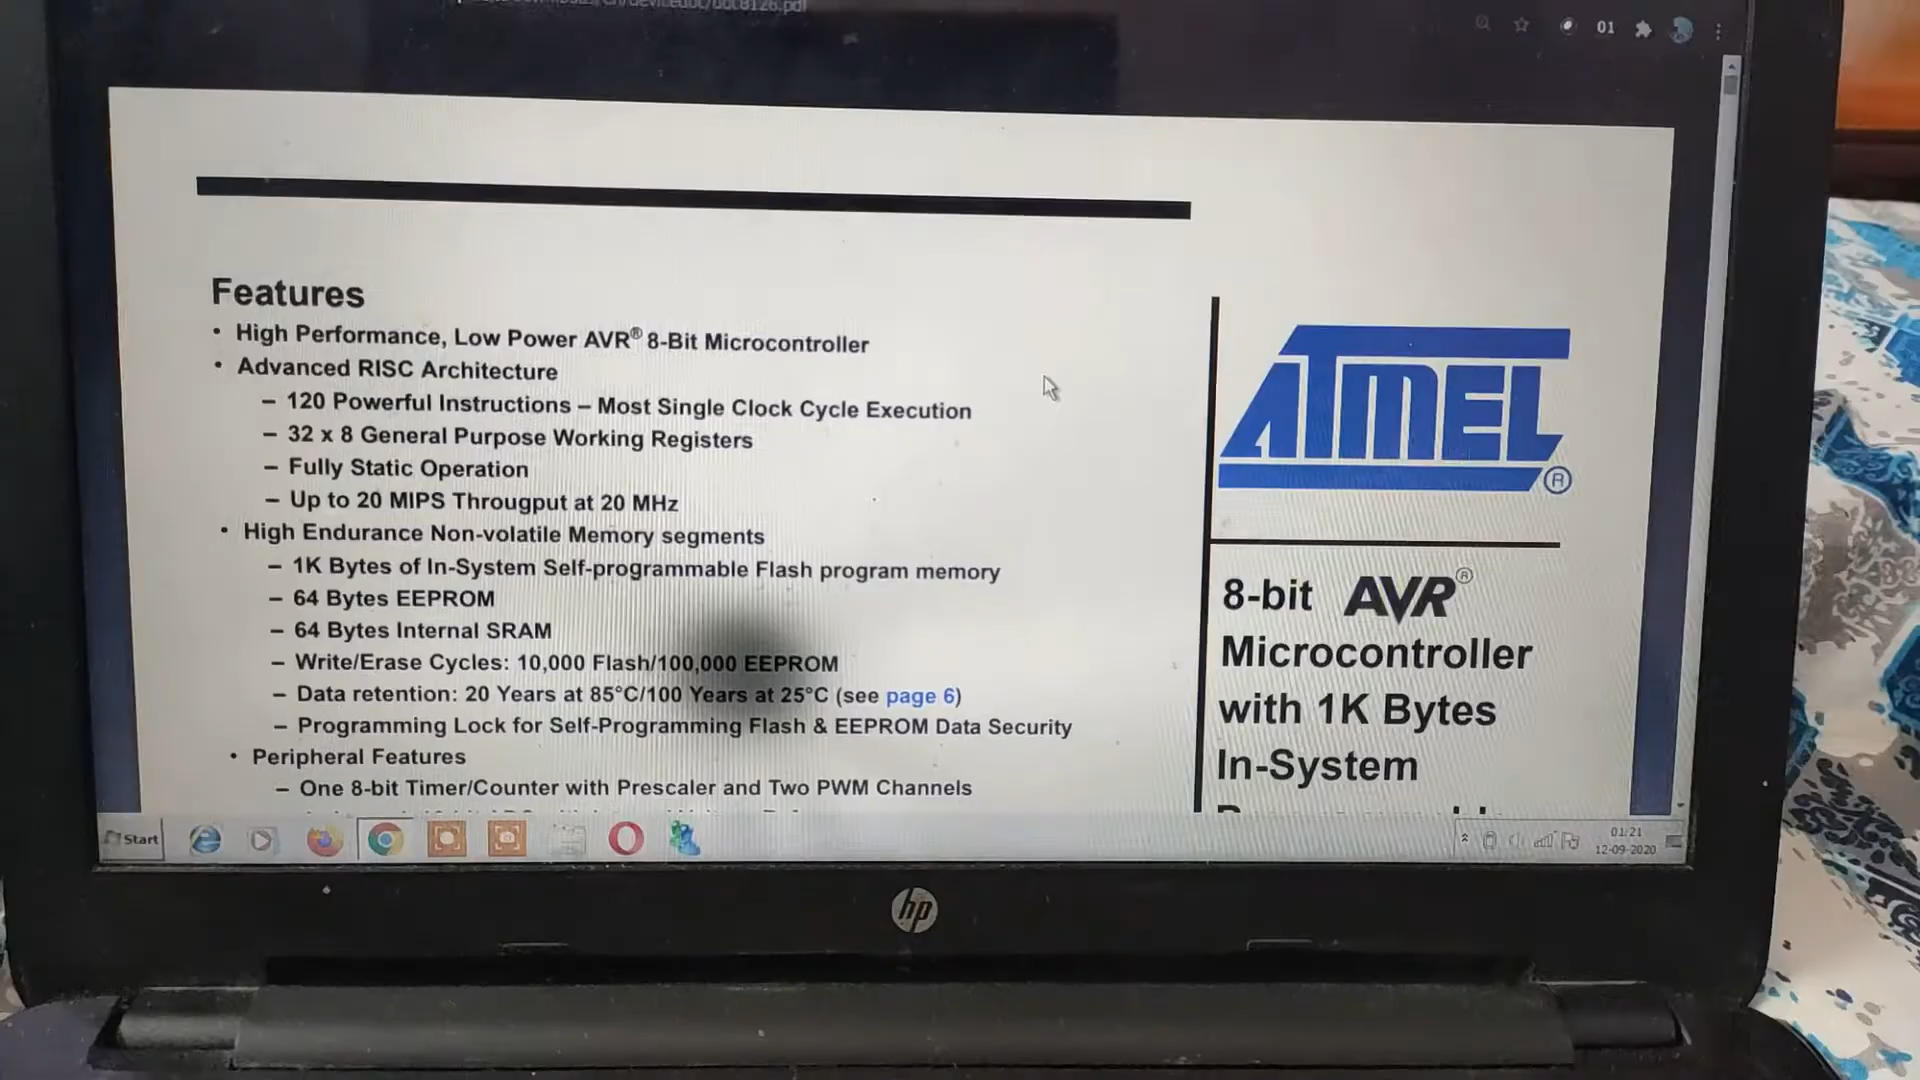 01
Features
• High Performance, Low Power AVR® 8-Bit Microcontroller
• Advanced RISC Architecture
– 120 Powerful Instructions – Most Single Clock Cycle Execution
– 32 x 8 General Purpose Working Registers
– Fully Static Operation
– Up to 20 MIPS Througput at 20 MHz
• High Endurance Non-volatile Memory segments
– 1K Bytes of In-System Self-programmable Flash program memory
– 64 Bytes EEPROM
– 64 Bytes Internal SRAM
– Write/Erase Cycles: 10,000 Flash/100,000 EEPROM
– Data retention: 20 Years at 85°C/100 Years at 25°C (see page 6)
– Programming Lock for Self-Programming Flash & EEPROM Data Security
• Peripheral Features
– One 8-bit Timer/Counter with Prescaler and Two PWM Channels
ATMEL®
8-bit AVR®
Microcontroller
with 1K Bytes
In-System
Start
01:21
12-09-2020
hp